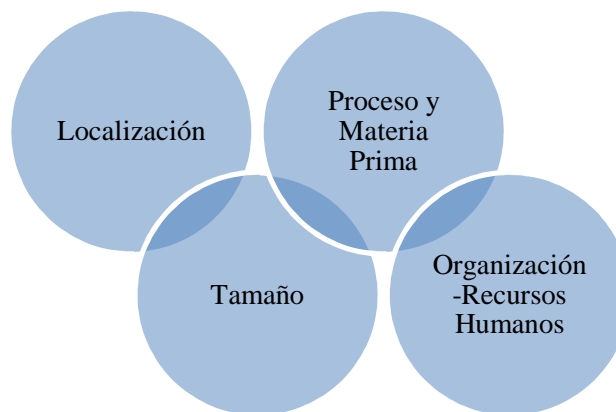 Localización
Proceso y
Materia
Prima
Tamaño
Organización
-Recursos
Humanos